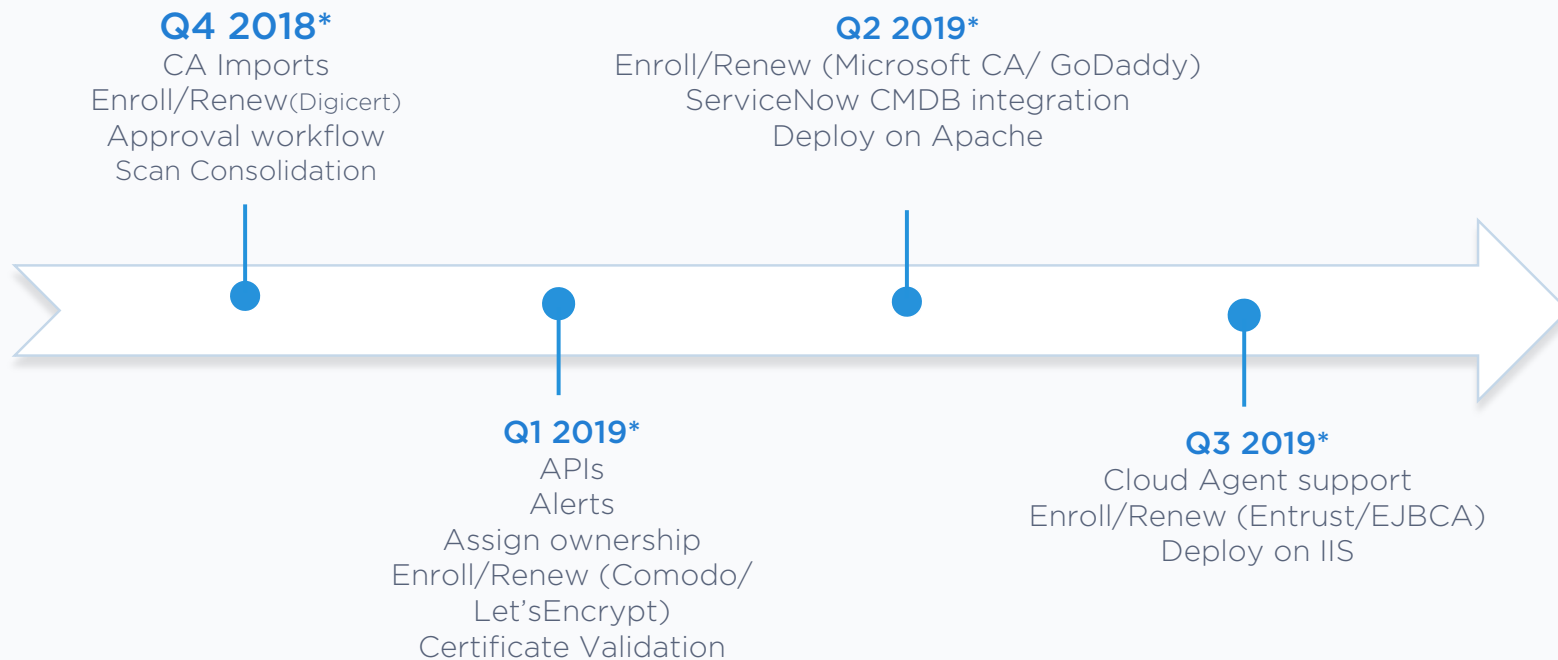 Q4 2018*
CA Imports
Enroll/Renew(Digicert)
Approval workflow
Scan Consolidation
Q1 2019*
APIs
Alerts
Assign ownership
Enroll/Renew (Comodo/
Let'sEncrypt)
Certificate Validation
Q2 2019*
Enroll/Renew (Microsoft CA/ GoDaddy)
ServiceNow CMDB integration
Deploy on Apache
Q3 2019*
Cloud Agent support
Enroll/Renew (Entrust/EJBCA)
Deploy on IIS